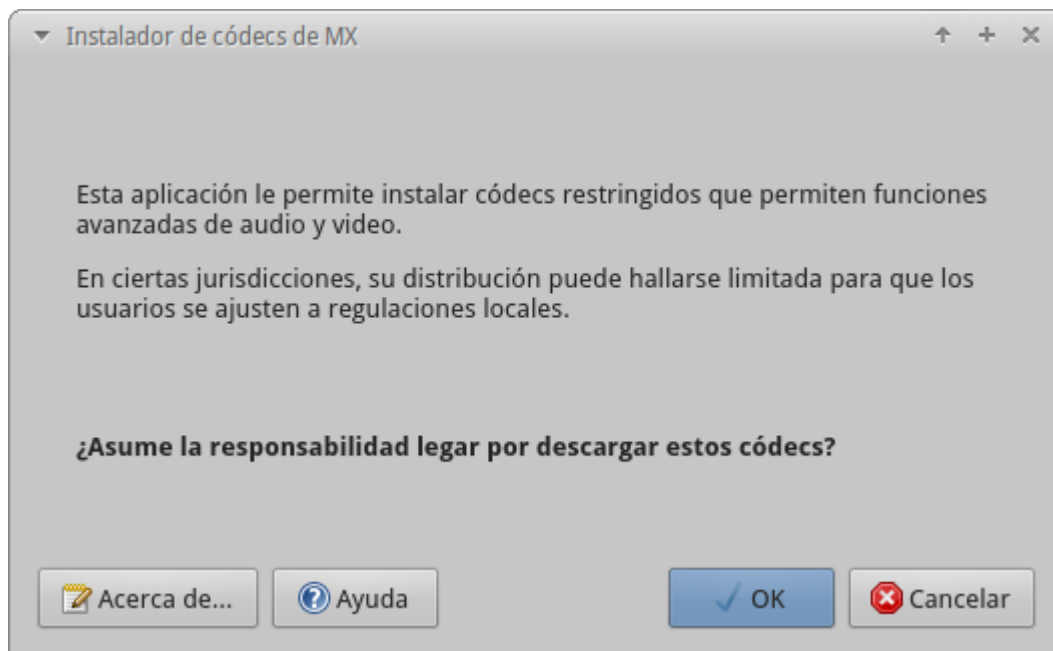 Instalador de códecs de MX
Esta aplicación le permite instalar códecs restringidos que permiten funciones
avanzadas de audio y video.
En ciertas jurisdicciones, su distribución puede hallarse limitada para que los
usuarios se ajusten a regulaciones locales.
¿Asume la responsabilidad legar por descargar estos códecs?
Acerca de... Ayuda OK Cancelar